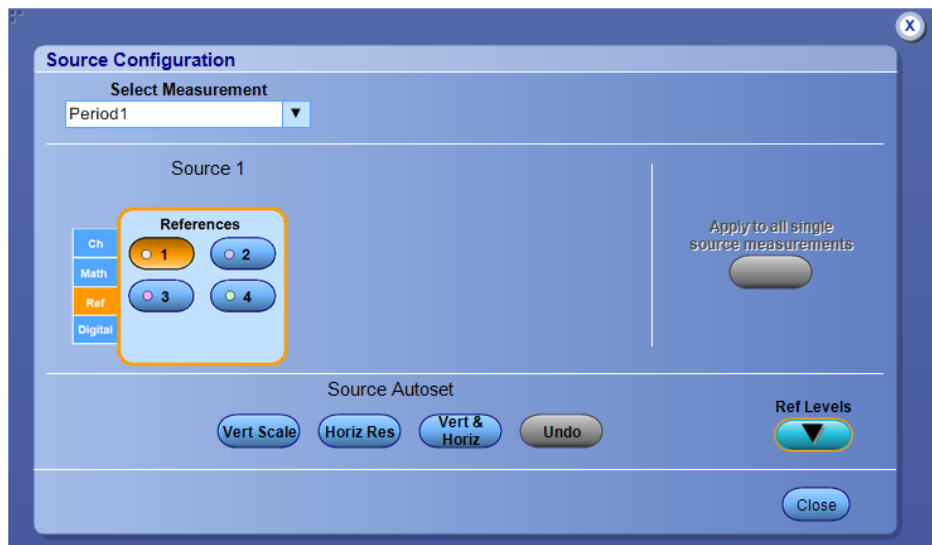 X
Source Configuration
Select Measurement
Period1
Source 1
References
Ch
Math
Ref
Digital
1
2
3
4
Apply to all single
source measurements
Source Autoset
Vert Scale
Horiz Res
Vert &
Horiz
Undo
Ref Levels
Close